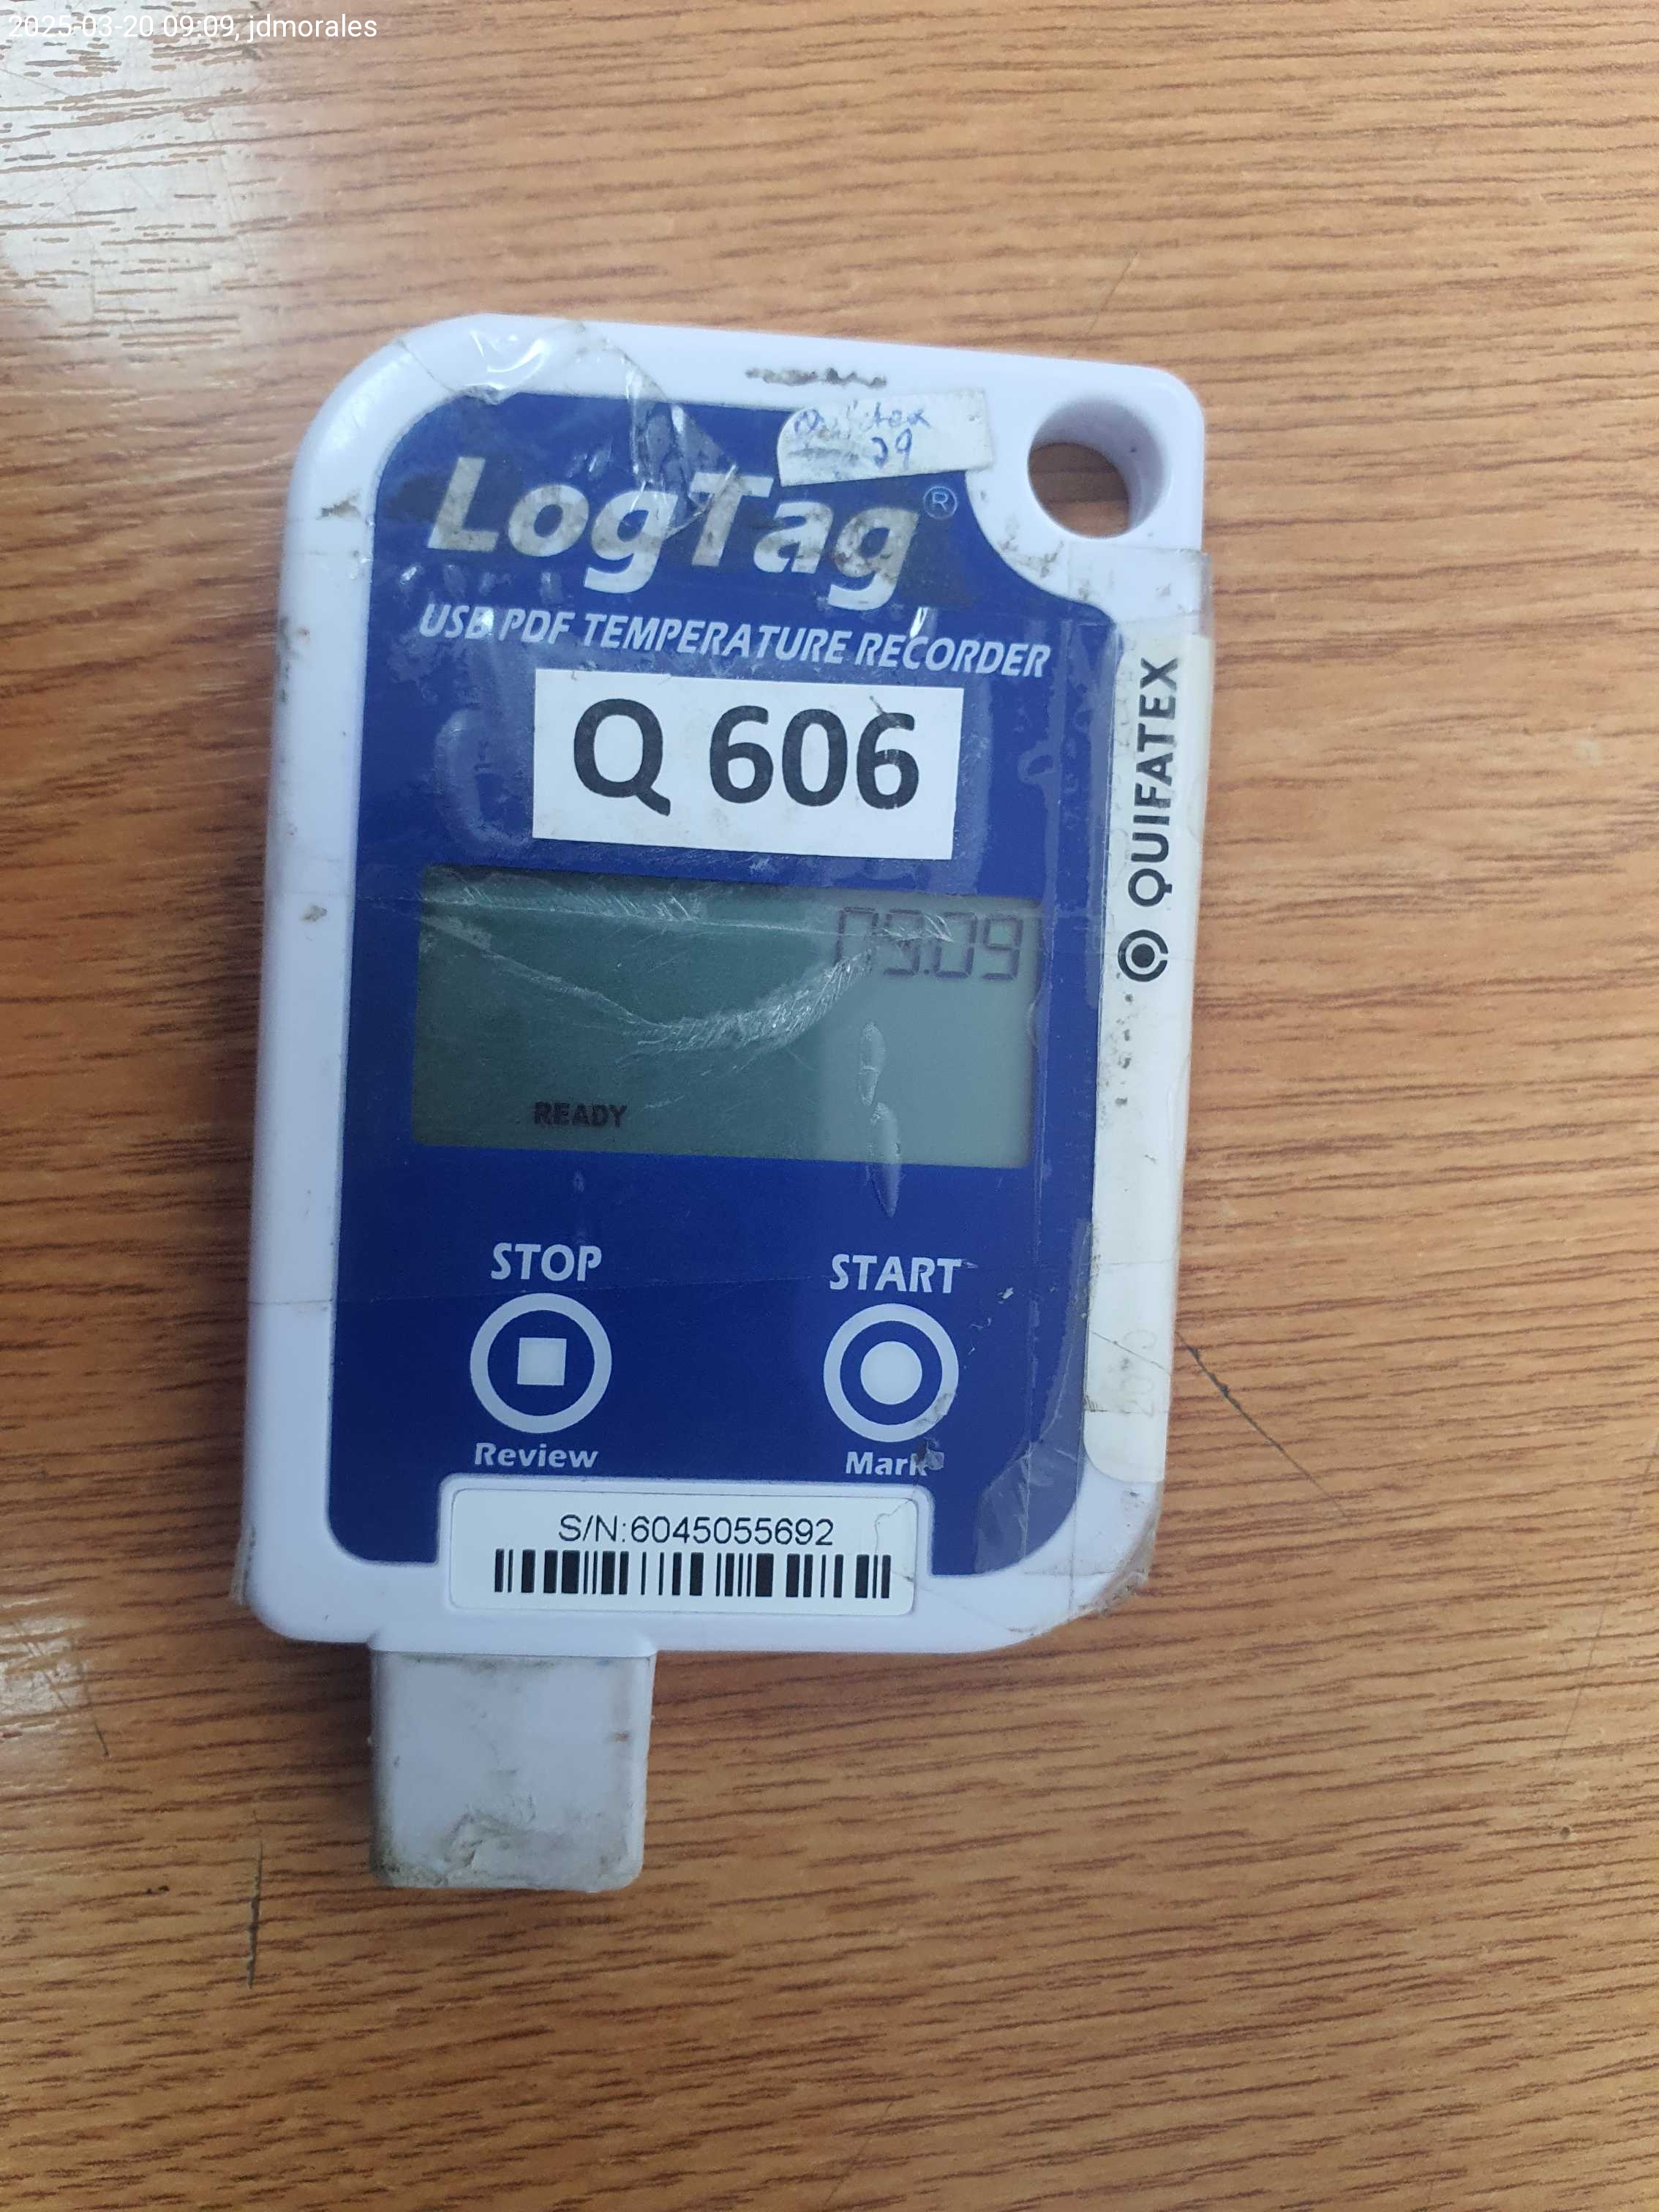 2025-03-20 09:09, jdmorales
29
LogTag®
USB PDF TEMPERATURE RECORDER
Q 606
QUIFATEX
09:09
READY
STOP
START
Review
Mark
S/N:6045055692